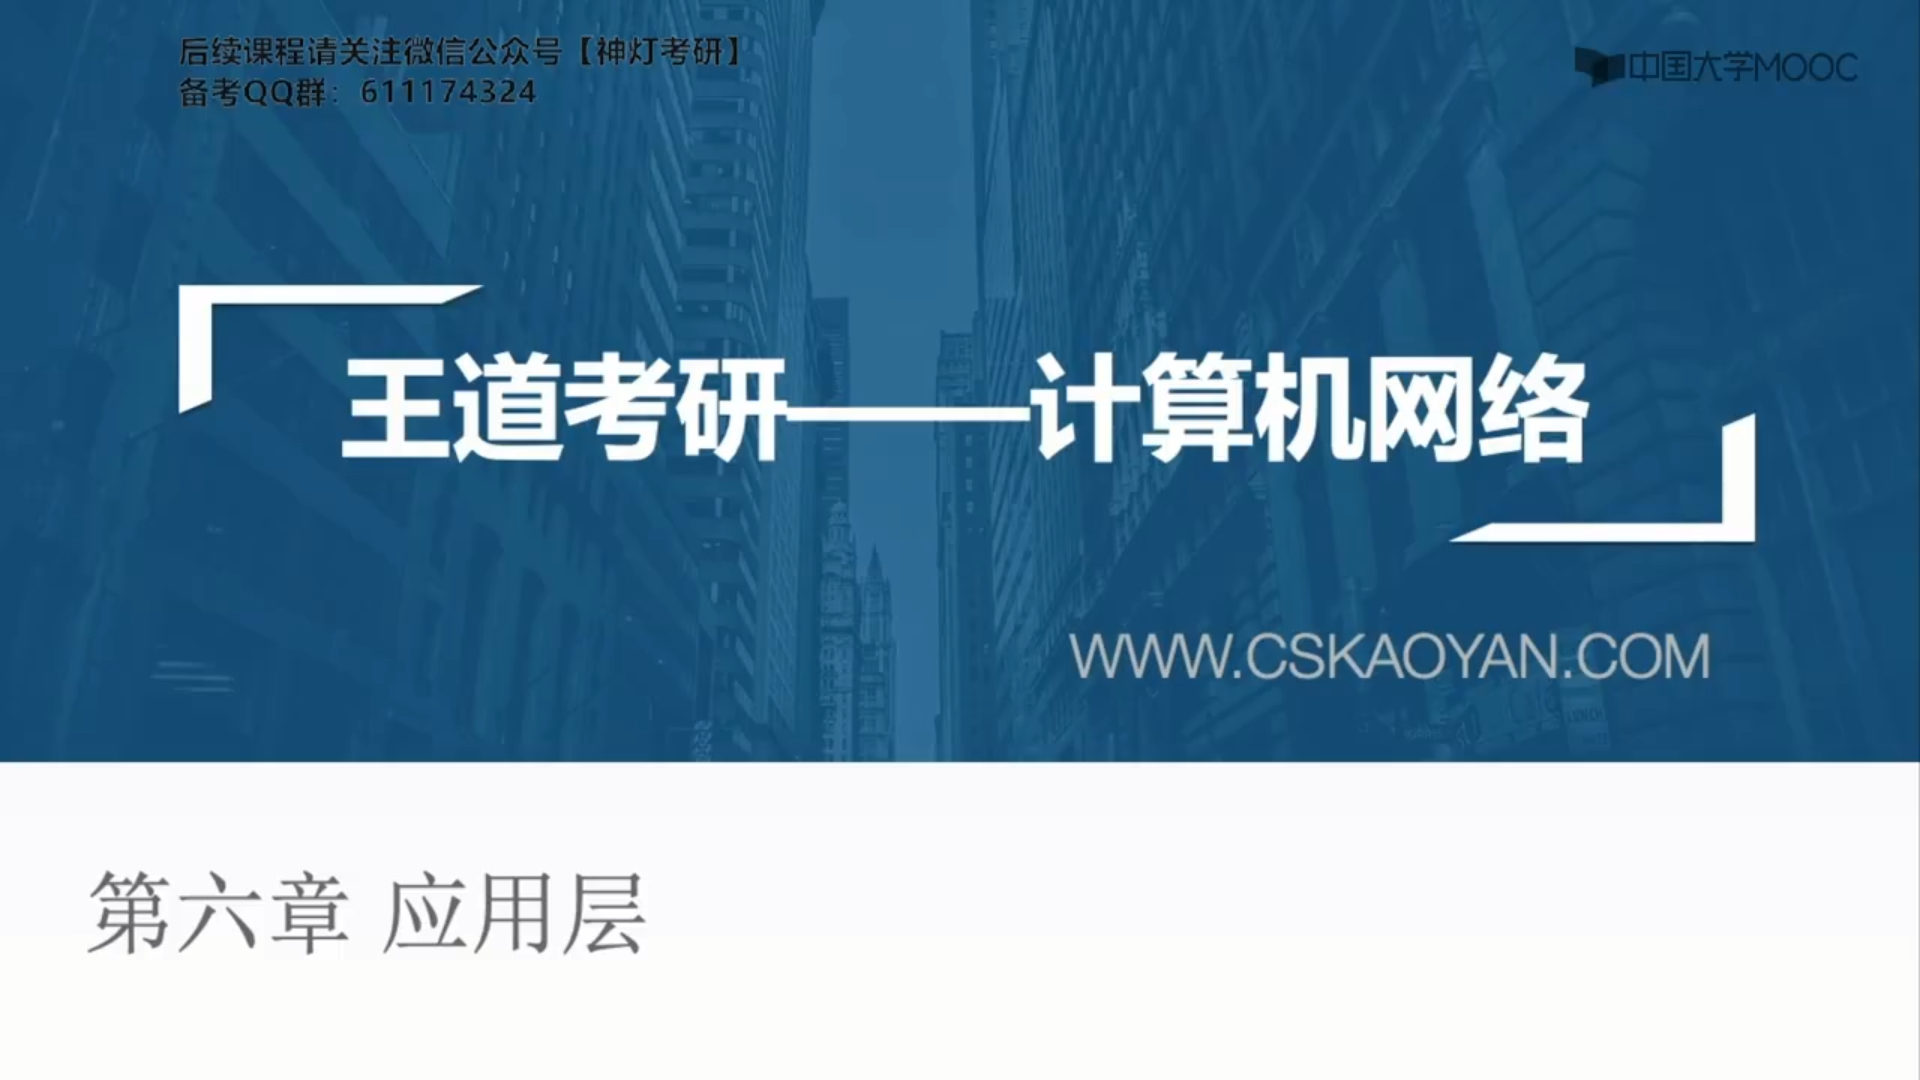 后续课程请关注微信公众号【神灯考研】
备考QQ群：611174324
中国大学MOOC
王道考研——计算机网络
WWW.CSKAOYAN.COM
第六章 应用层